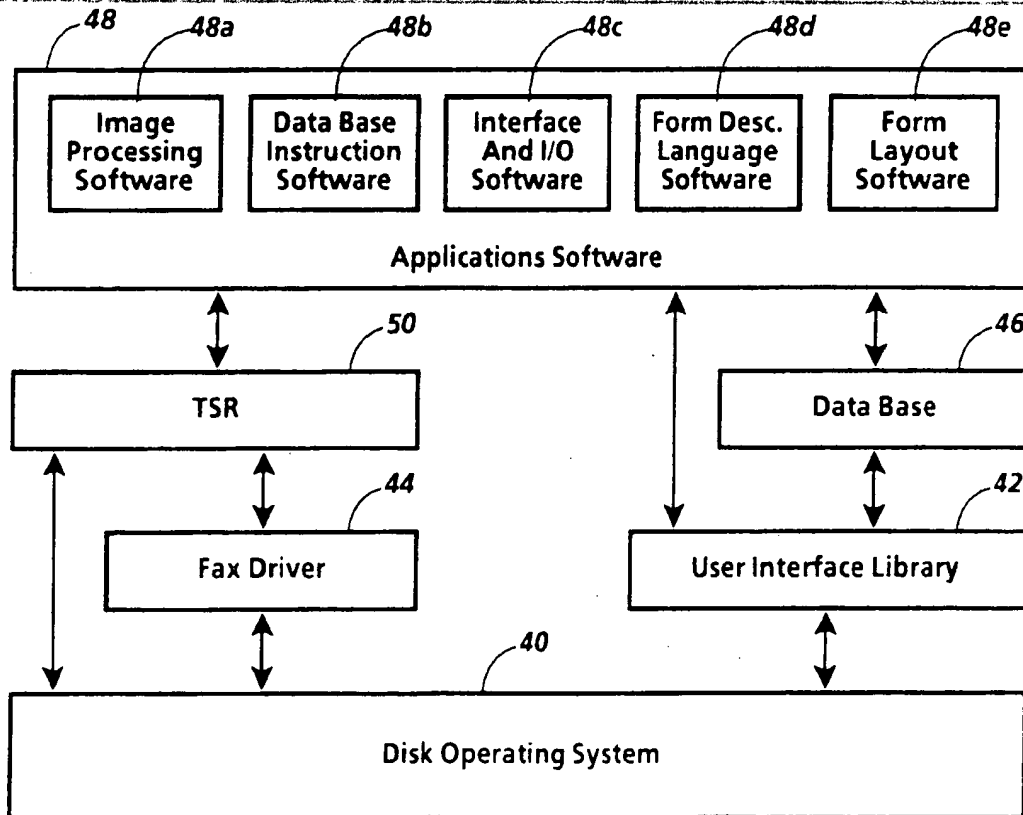 48
48a
48b
48c
48d
48e
Image
Processing
Software
Data Base
Instruction
Software
Interface
And I/O
Software
Form Desc.
Language
Software
Form
Layout
Software
Applications Software
50
46
TSR
Data Base
44
42
Fax Driver
User Interface Library
40
Disk Operating System